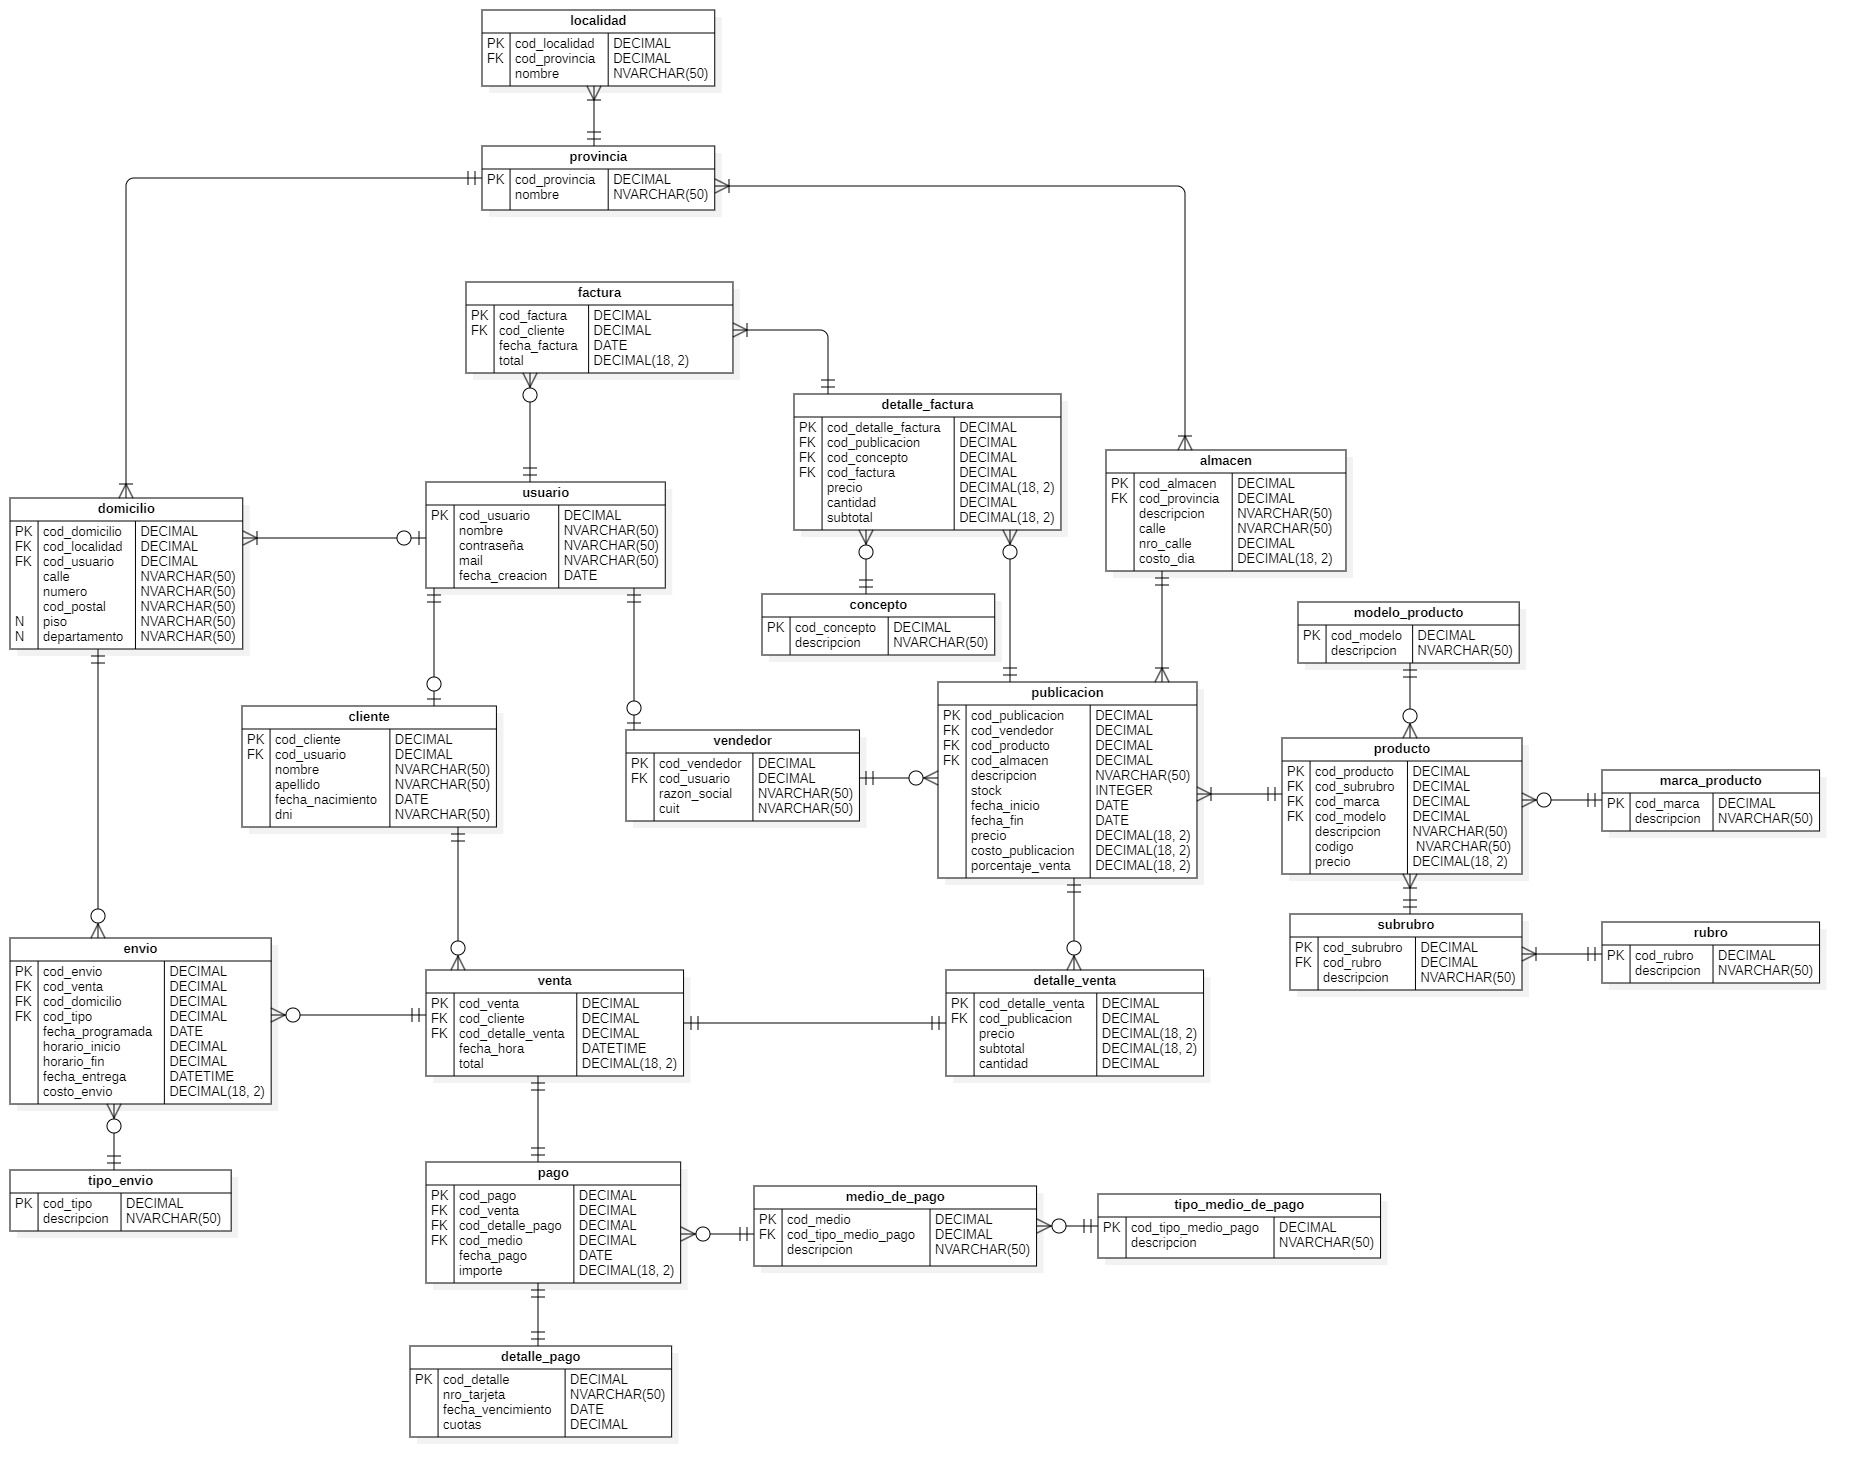 localidad
PK cod_localidad DECIMAL
FK cod_provincia DECIMAL
nombre NVARCHAR(50)
provincia
PK cod_provincia DECIMAL
nombre NVARCHAR(50)
factura
PK cod_factura DECIMAL
FK cod_cliente DECIMAL
fecha_factura DATE
total DECIMAL(18, 2)
detalle_factura
PK cod_detalle_factura DECIMAL
FK cod_publicacion DECIMAL
FK cod_concepto DECIMAL
FK cod_factura DECIMAL
precio DECIMAL(18, 2)
cantidad DECIMAL
subtotal DECIMAL(18, 2)
almacen
PK cod_almacen DECIMAL
FK cod_provincia DECIMAL
descripcion NVARCHAR(50)
calle NVARCHAR(50)
nro_calle DECIMAL
costo_dia DECIMAL(18, 2)
domicilio
PK cod_domicilio DECIMAL
FK cod_localidad DECIMAL
FK cod_usuario DECIMAL
calle NVARCHAR(50)
numero NVARCHAR(50)
cod_postal NVARCHAR(50)
N piso NVARCHAR(50)
N departamento NVARCHAR(50)
usuario
PK cod_usuario DECIMAL
nombre NVARCHAR(50)
contraseña NVARCHAR(50)
mail NVARCHAR(50)
fecha_creacion DATE
concepto
PK cod_concepto DECIMAL
descripcion NVARCHAR(50)
modelo_producto
PK cod_modelo DECIMAL
descripcion NVARCHAR(50)
cliente
PK cod_cliente DECIMAL
FK cod_usuario DECIMAL
nombre NVARCHAR(50)
apellido NVARCHAR(50)
fecha_nacimiento DATE
dni NVARCHAR(50)
vendedor
PK cod_vendedor DECIMAL
FK cod_usuario DECIMAL
razon_social NVARCHAR(50)
cuit NVARCHAR(50)
publicacion
PK cod_publicacion DECIMAL
FK cod_vendedor DECIMAL
FK cod_producto DECIMAL
FK cod_almacen DECIMAL
descripcion NVARCHAR(50)
stock INTEGER
fecha_inicio DATE
fecha_fin DATE
precio DECIMAL(18, 2)
costo_publicacion DECIMAL(18, 2)
porcentaje_venta DECIMAL(18, 2)
producto
PK cod_producto DECIMAL
FK cod_subrubro DECIMAL
FK cod_marca DECIMAL
FK cod_modelo DECIMAL
descripcion NVARCHAR(50)
codigo NVARCHAR(50)
precio DECIMAL(18, 2)
marca_producto
PK cod_marca DECIMAL
descripcion NVARCHAR(50)
subrubro
PK cod_subrubro DECIMAL
FK cod_rubro DECIMAL
descripcion NVARCHAR(50)
rubro
PK cod_rubro DECIMAL
descripcion NVARCHAR(50)
envio
PK cod_envio DECIMAL
FK cod_venta DECIMAL
FK cod_domicilio DECIMAL
FK cod_tipo DECIMAL
fecha_programada DATE
horario_inicio DECIMAL
horario_fin DECIMAL
fecha_entrega DATETIME
costo_envio DECIMAL(18, 2)
venta
PK cod_venta DECIMAL
FK cod_cliente DECIMAL
FK cod_detalle_venta DECIMAL
fecha_hora DATETIME
total DECIMAL(18, 2)
detalle_venta
PK cod_detalle_venta DECIMAL
FK cod_publicacion DECIMAL
precio DECIMAL(18, 2)
subtotal DECIMAL(18, 2)
cantidad DECIMAL
tipo_envio
PK cod_tipo DECIMAL
descripcion NVARCHAR(50)
pago
PK cod_pago DECIMAL
FK cod_venta DECIMAL
FK cod_detalle_pago DECIMAL
FK cod_medio DECIMAL
fecha_pago DATE
importe DECIMAL(18, 2)
medio_de_pago
PK cod_medio DECIMAL
FK cod_tipo_medio_pago DECIMAL
descripcion NVARCHAR(50)
tipo_medio_de_pago
PK cod_tipo_medio_pago DECIMAL
descripcion NVARCHAR(50)
detalle_pago
PK cod_detalle DECIMAL
nro_tarjeta NVARCHAR(50)
fecha_vencimiento DATE
cuotas DECIMAL